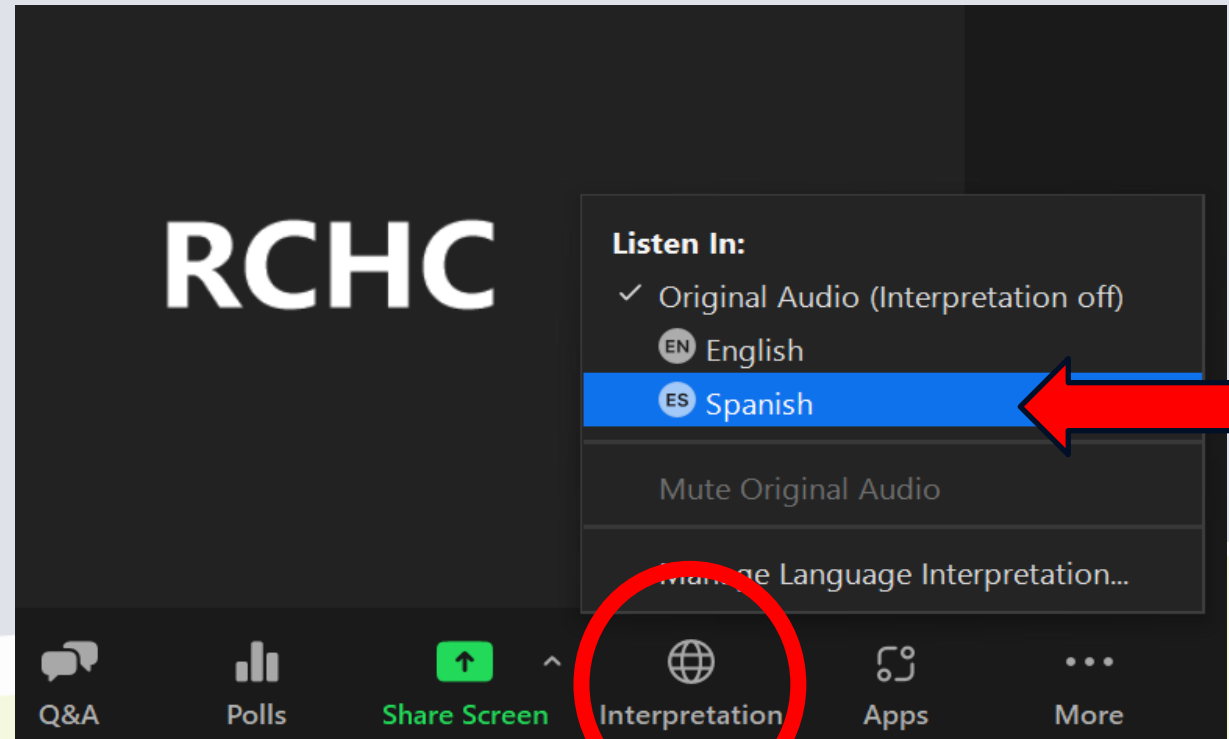 RCHC
Listen In:
✓ Original Audio (Interpretation off)
EN English
ES Spanish
Mute Original Audio
Manage Language Interpretation...
Q&A Polls Share Screen Interpretation Apps More